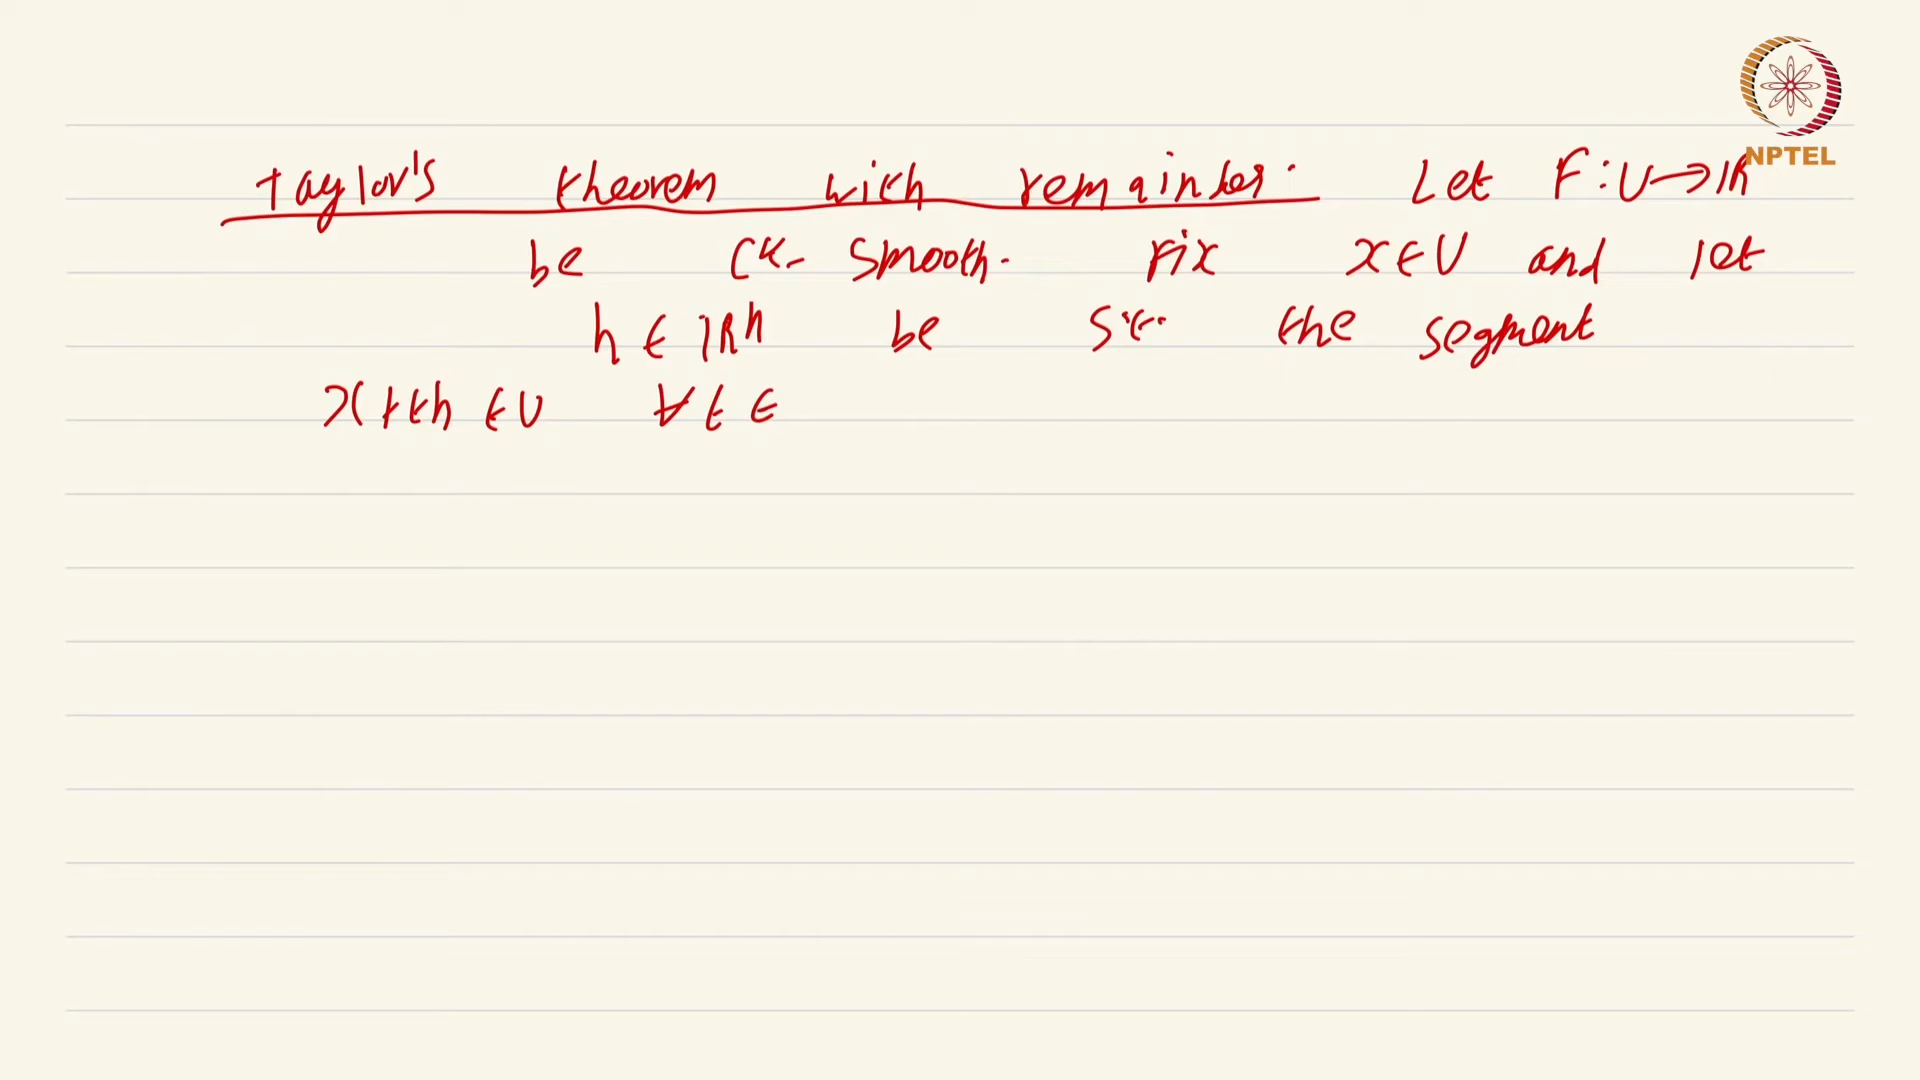 NPTEL
Taylor's theorem with remainder. Let F:U→ℝ
be Cᵏ- smooth. Fix x∈U and let
h ∈ ℝⁿ be s.t. the segment
x+th ∈ U ∀ t ∈